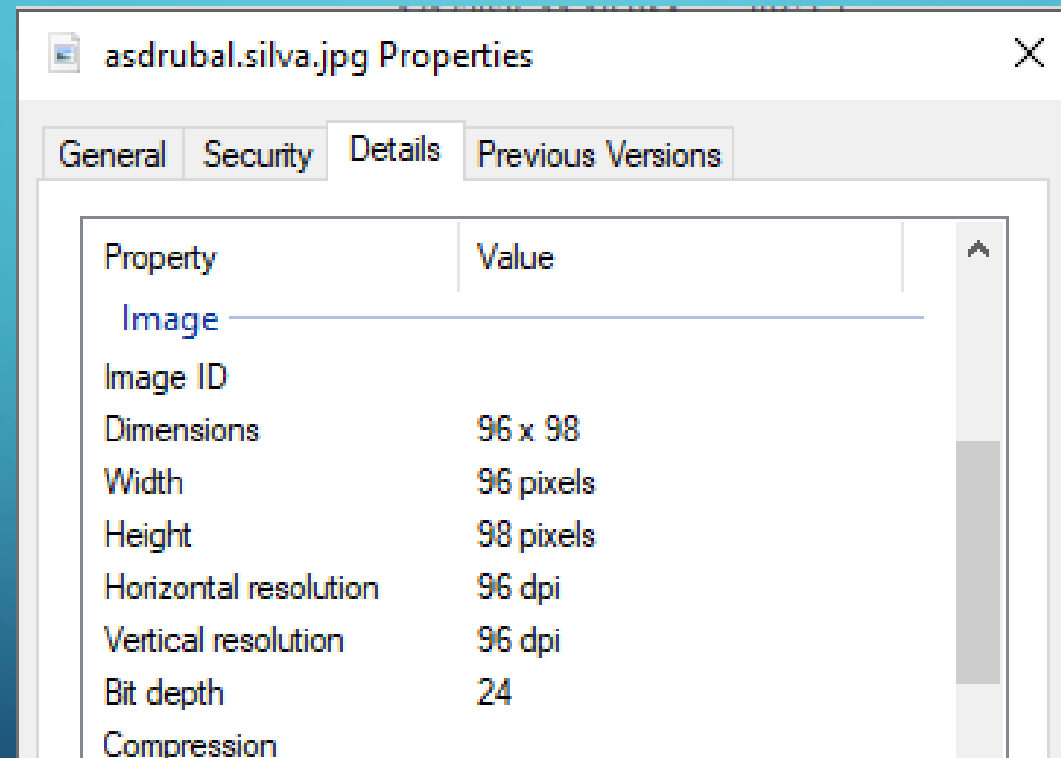 asdrubal.silva.jpg Properties
General Security Details Previous Versions
Property Value
Image
Image ID
Dimensions 96 x 98
Width 96 pixels
Height 98 pixels
Horizontal resolution 96 dpi
Vertical resolution 96 dpi
Bit depth 24
Compression